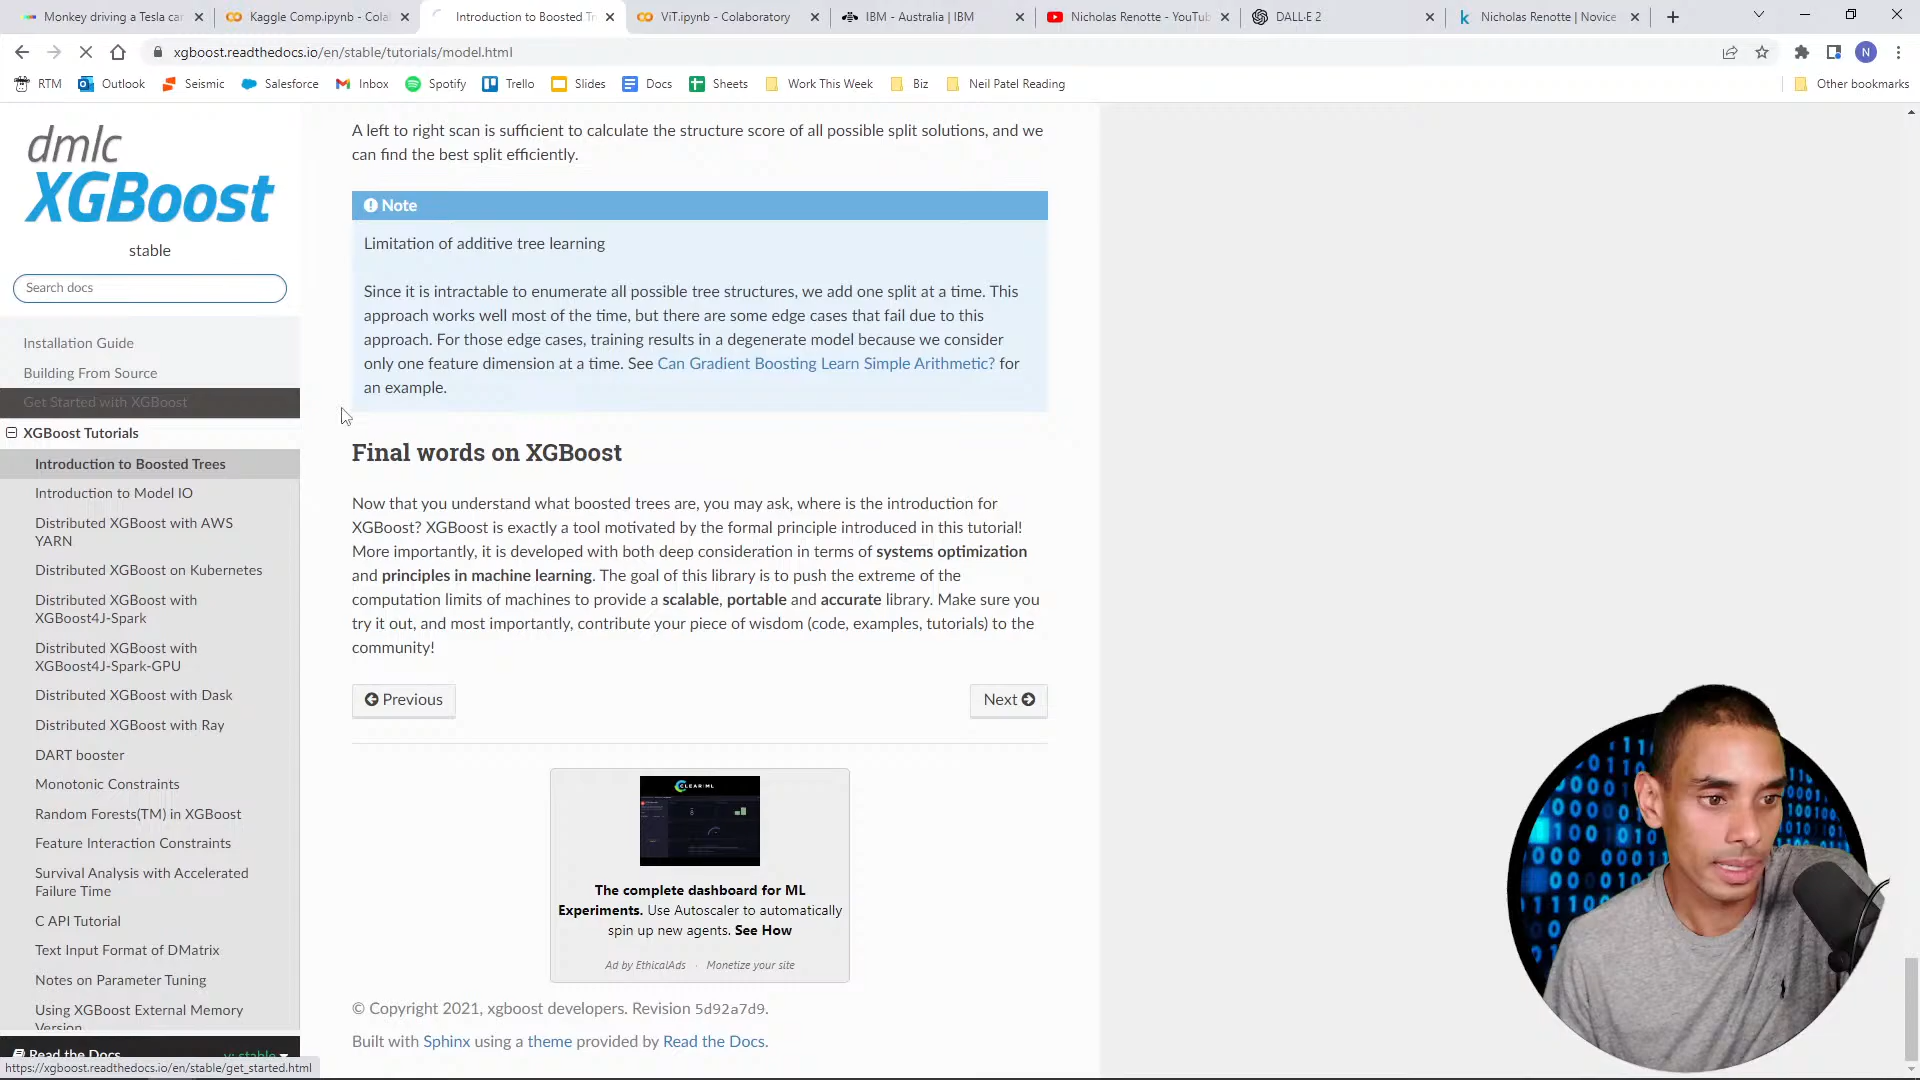 Monkey driving a Tesla car
Kaggle Comp.ipynb - Cola
Introduction to Boosted Tr
ViT.ipynb - Colaboratory
IBM - Australia | IBM
Nicholas Renotte - YouTub
DALL·E 2
Nicholas Renotte | Novice
xgboost.readthedocs.io/en/stable/tutorials/model.html
N
RTM
Outlook
Seismic
Salesforce
Inbox
Spotify
Trello
Slides
Docs
Sheets
Work This Week
Biz
Neil Patel Reading
Other bookmarks
dmlc
XGBoost
stable
Search docs
Installation Guide
Building From Source
Get Started with XGBoost
XGBoost Tutorials
Introduction to Boosted Trees
Introduction to Model IO
Distributed XGBoost with AWS
YARN
Distributed XGBoost on Kubernetes
Distributed XGBoost with
XGBoost4J-Spark
Distributed XGBoost with
XGBoost4J-Spark-GPU
Distributed XGBoost with Dask
Distributed XGBoost with Ray
DART booster
Monotonic Constraints
Random Forests(TM) in XGBoost
Feature Interaction Constraints
Survival Analysis with Accelerated
Failure Time
C API Tutorial
Text Input Format of DMatrix
Notes on Parameter Tuning
Using XGBoost External Memory
Version
Read the Docs
v: stable
https://xgboost.readthedocs.io/en/stable/get_started.html
A left to right scan is sufficient to calculate the structure score of all possible split solutions, and we
can find the best split efficiently.
Note
Limitation of additive tree learning
Since it is intractable to enumerate all possible tree structures, we add one split at a time. This
approach works well most of the time, but there are some edge cases that fail due to this
approach. For those edge cases, training results in a degenerate model because we consider
only one feature dimension at a time. See Can Gradient Boosting Learn Simple Arithmetic? for
an example.
Final words on XGBoost
Now that you understand what boosted trees are, you may ask, where is the introduction for
XGBoost? XGBoost is exactly a tool motivated by the formal principle introduced in this tutorial!
More importantly, it is developed with both deep consideration in terms of systems optimization
and principles in machine learning. The goal of this library is to push the extreme of the
computation limits of machines to provide a scalable, portable and accurate library. Make sure you
try it out, and most importantly, contribute your piece of wisdom (code, examples, tutorials) to the
community!
Previous
Next
CLEAR|ML
The complete dashboard for ML
Experiments. Use Autoscaler to automatically
spin up new agents. See How
Ad by EthicalAds · Monetize your site
© Copyright 2021, xgboost developers. Revision 5d92a7d9.
Built with Sphinx using a theme provided by Read the Docs.